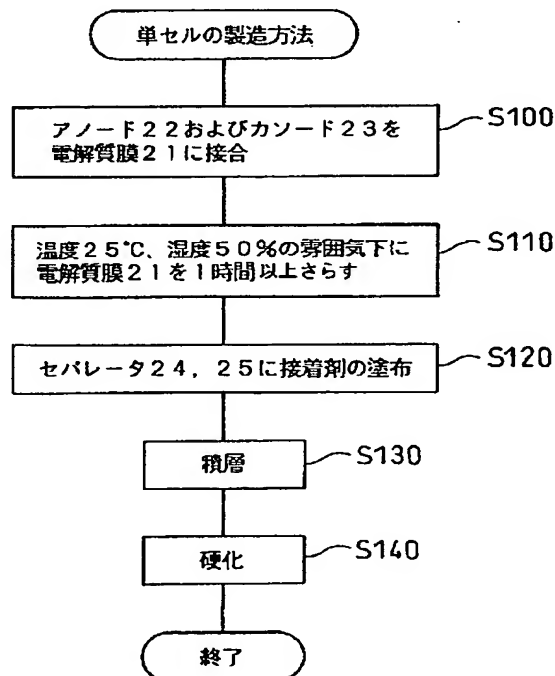 単セルの製造方法
アノード22およびカソード23を
電解質膜21に接合
S100
温度25℃、湿度50%の雰囲気下に
電解質膜21を1時間以上さらす
S110
セパレータ24,25に接着剤の塗布
S120
積層
S130
硬化
S140
終了